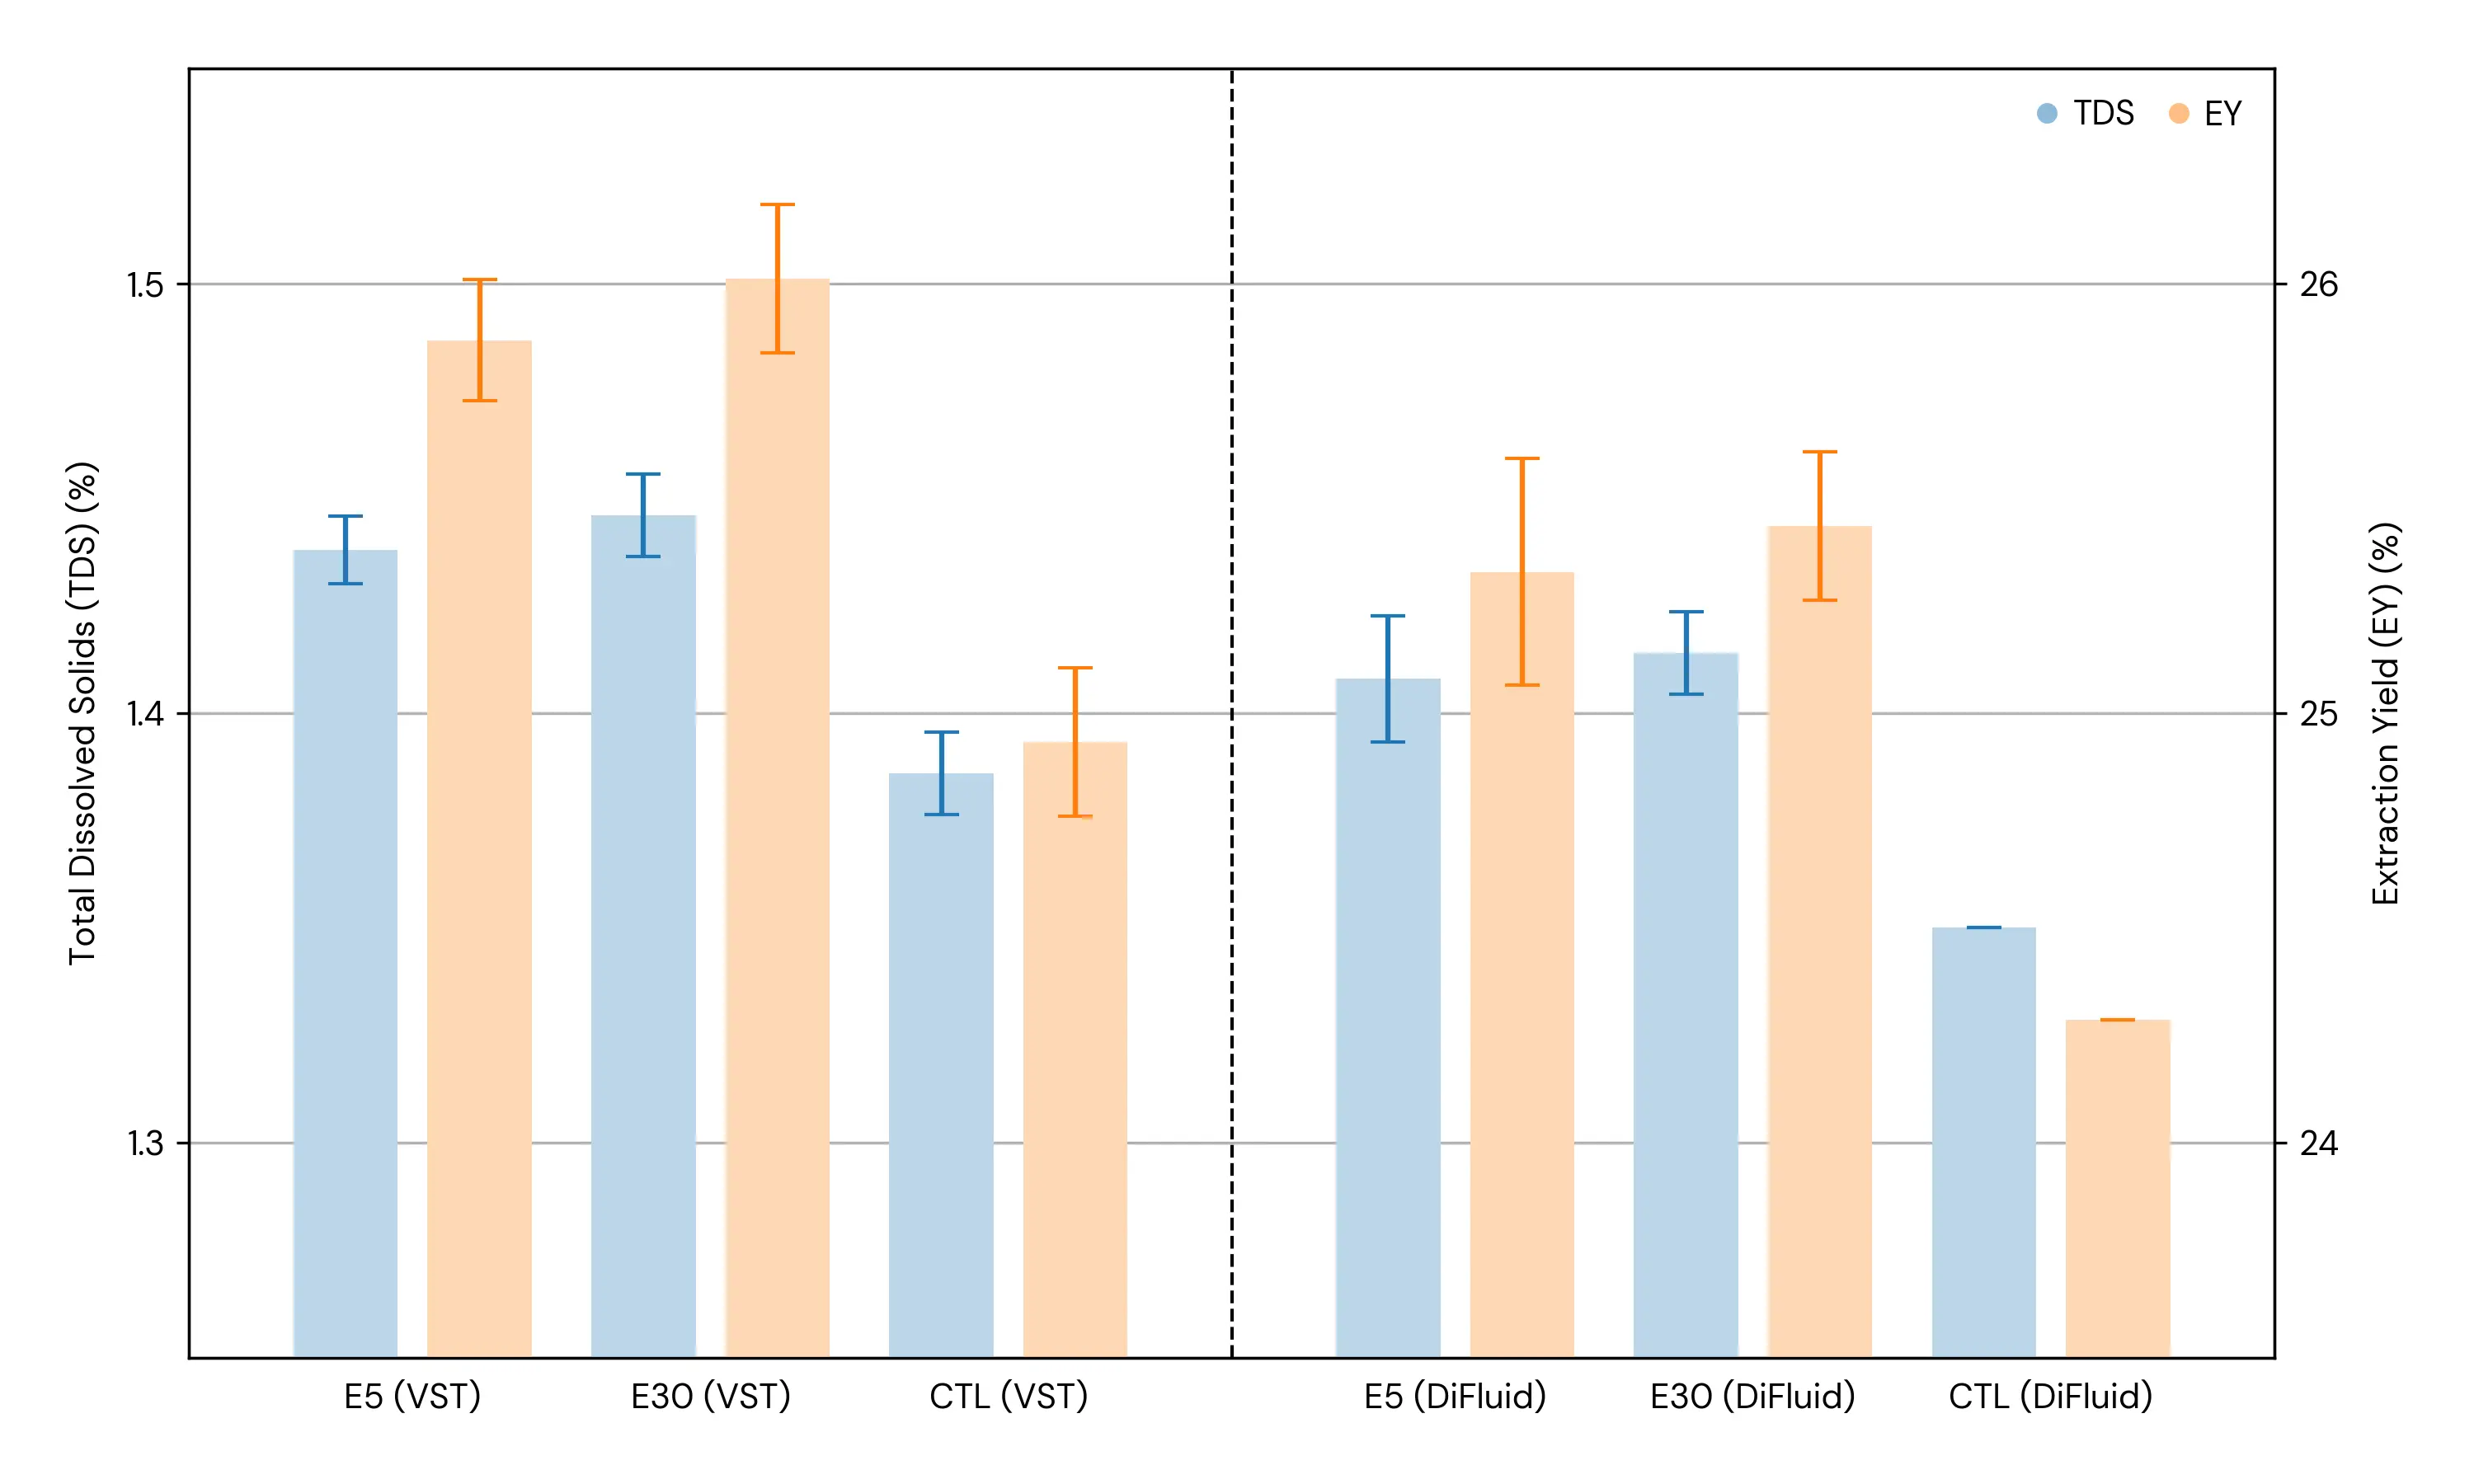 TDS
EY
1.5
1.4
1.3
26
25
24
Total Dissolved Solids (TDS) (%)
Extraction Yield (EY) (%)
E5 (VST)
E30 (VST)
CTL (VST)
E5 (DiFluid)
E30 (DiFluid)
CTL (DiFluid)